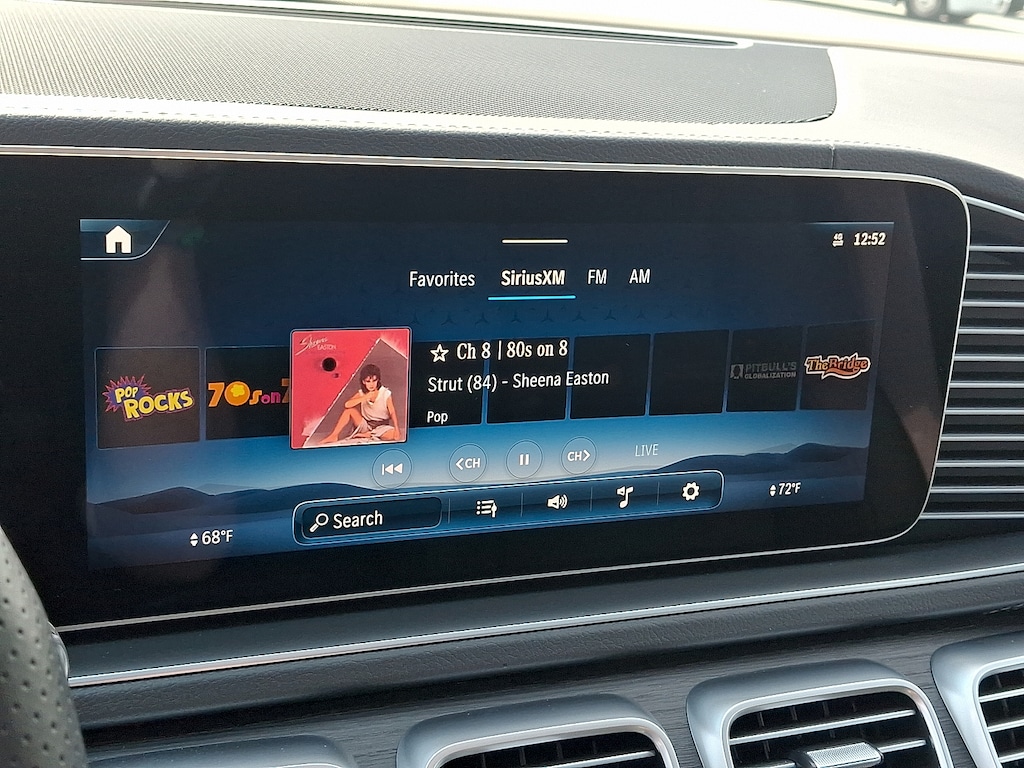 4G
12:52
Favorites SiriusXM FM AM
POP ROCKS
70s on 7
Sheena
EASTON
Ch 8 | 80s on 8
Strut (84) - Sheena Easton
Pop
PITBULL'S
GLOBALIZATION
The Bridge
CH
CH
LIVE
Search
68°F
72°F